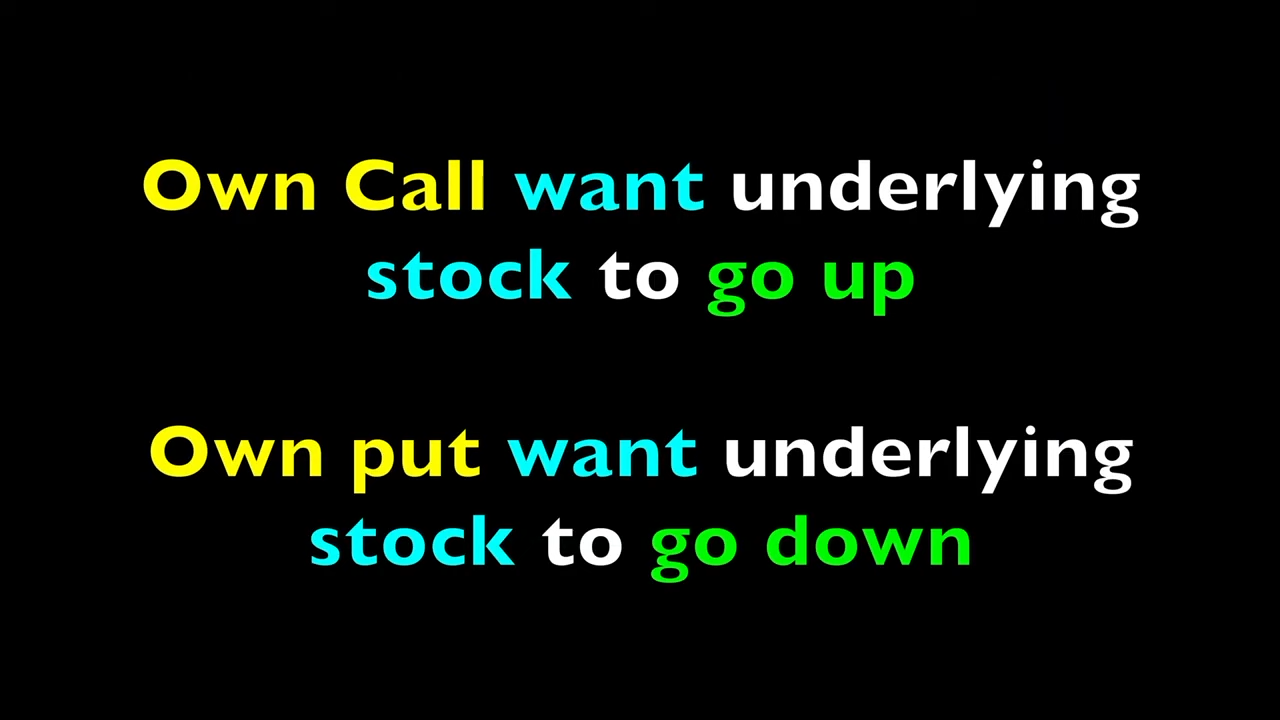 Own Call want underlying
stock to go up
Own put want underlying
stock to go down